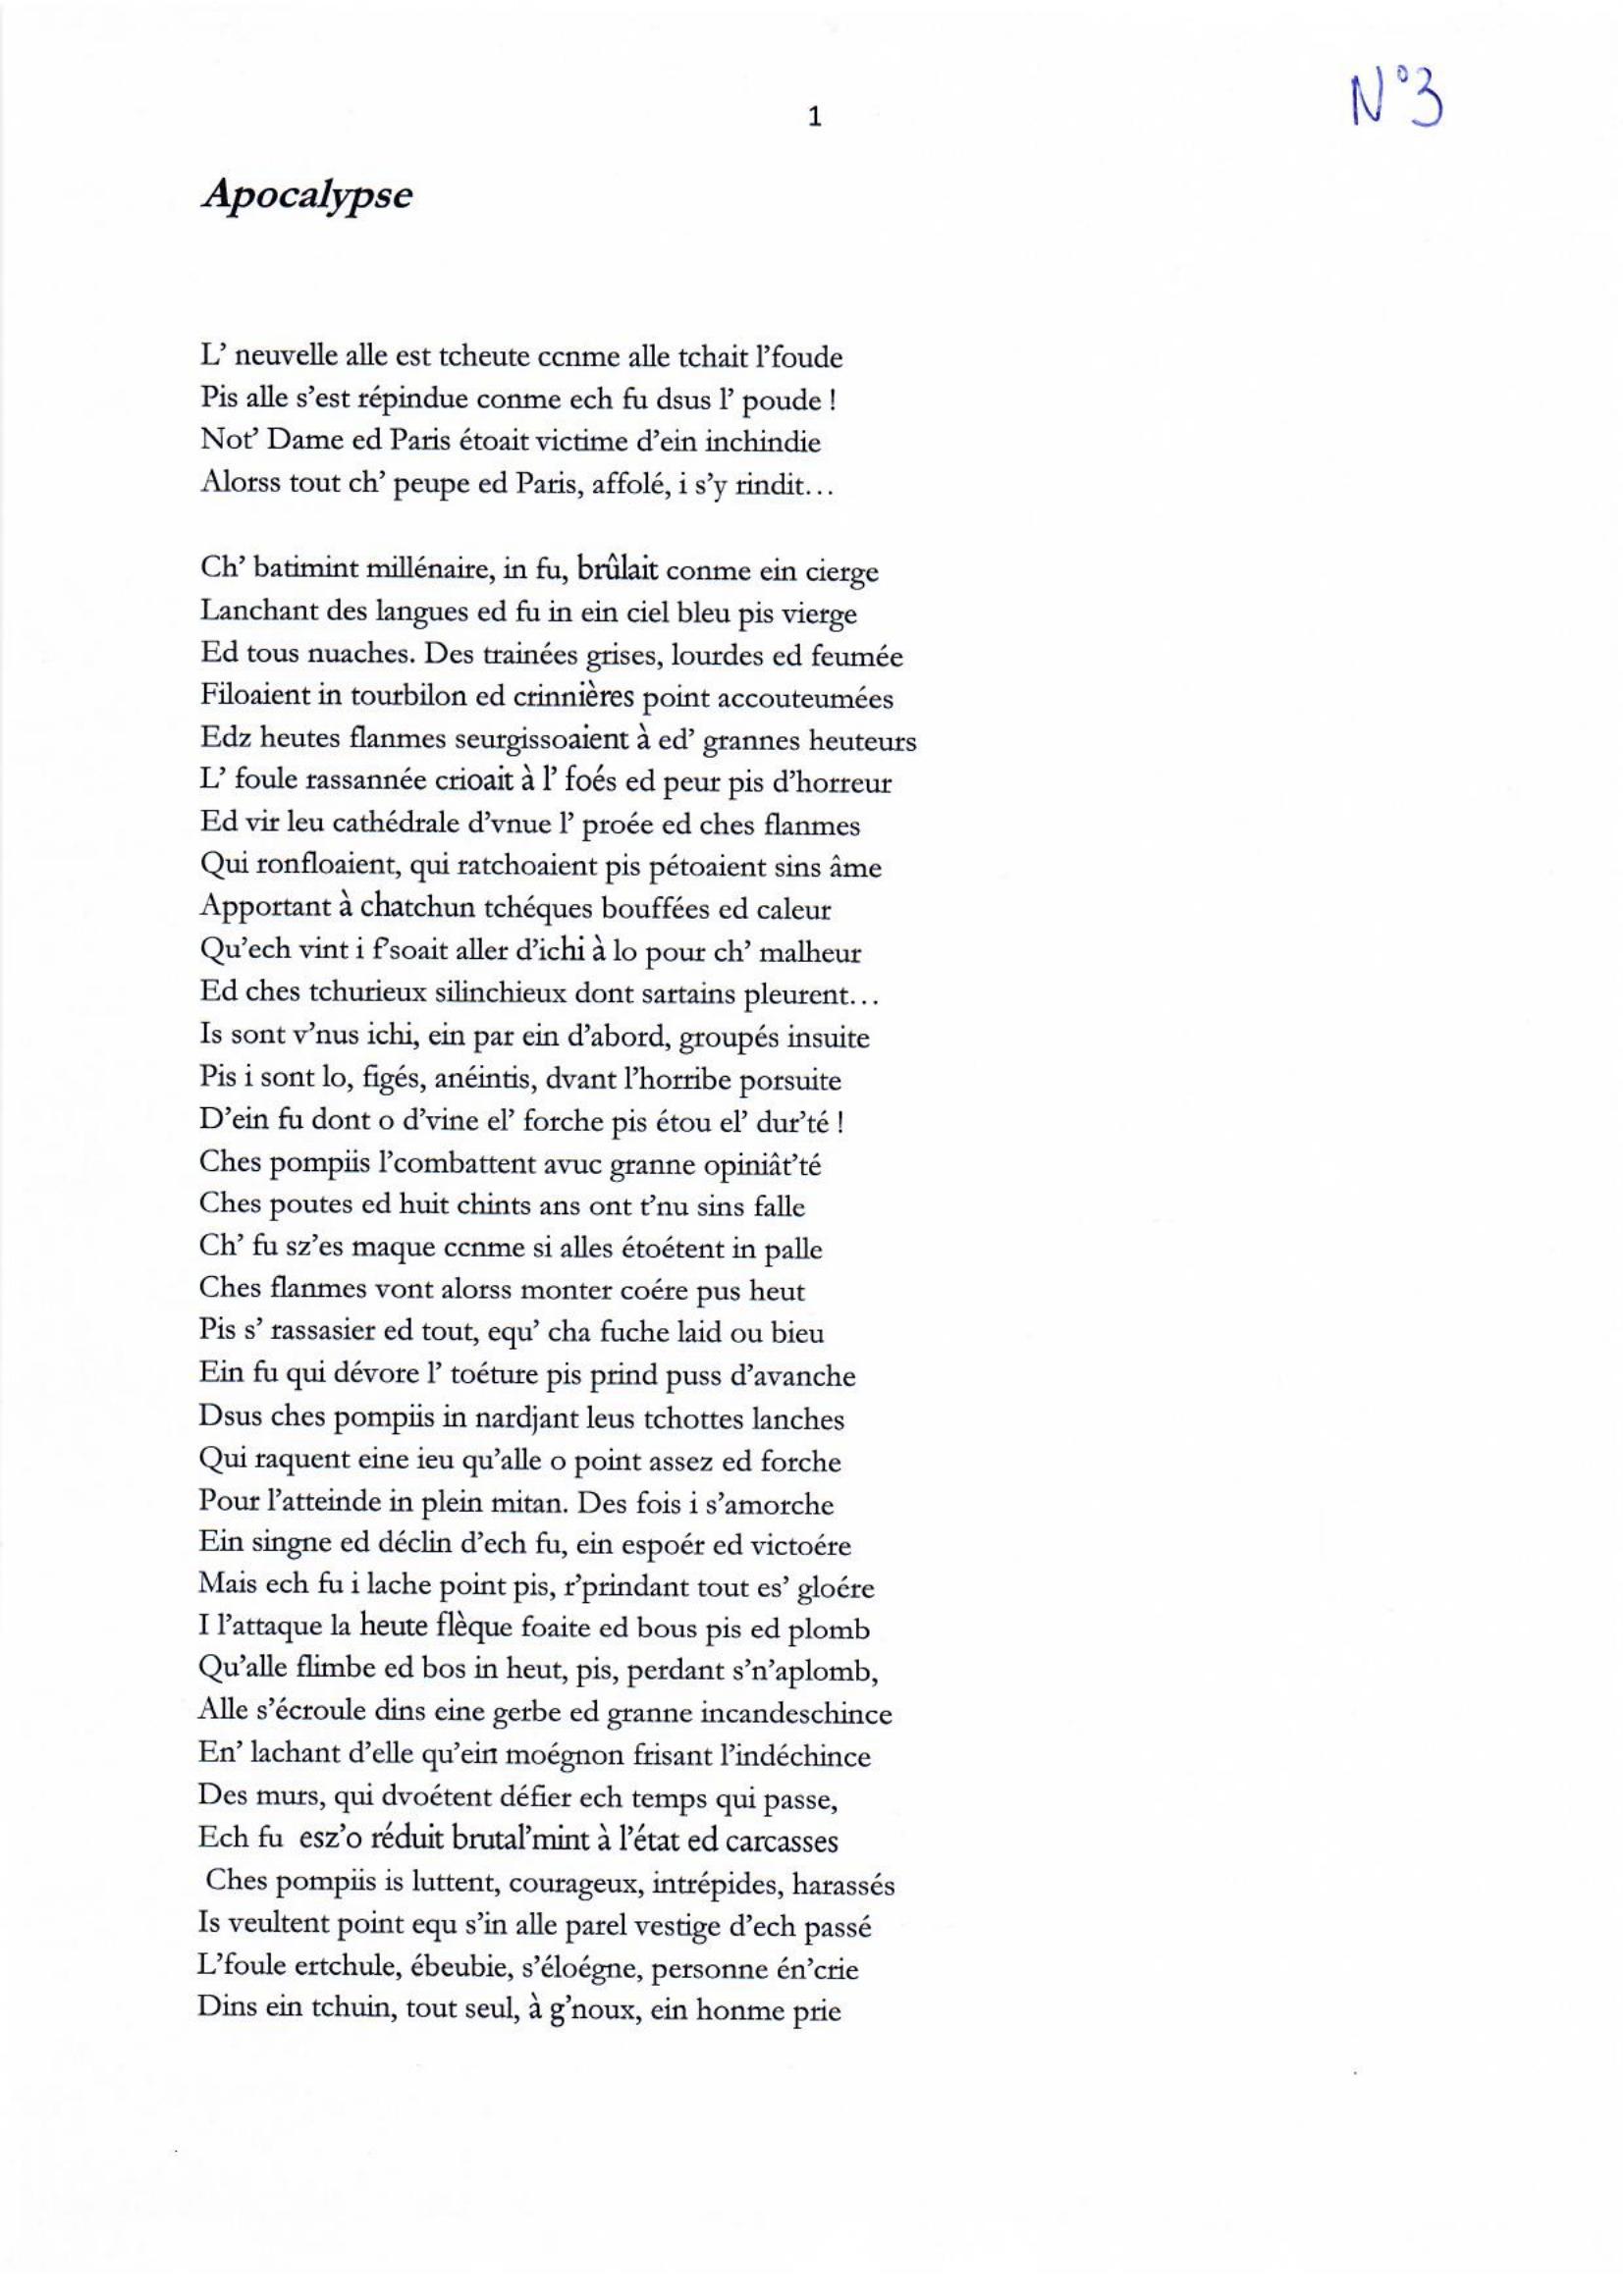 N°3
1
Apocalypse
L' neuvelle alle est tcheute ccnme alle tchait l'foude
Pis alle s'est répindue conme ech fu dsus l' poude !
Not' Dame ed Paris étoait victime d'ein inchindie
Alorss tout ch' peupe ed Paris, affolé, i s'y rindit…
Ch' batimint millénaire, in fu, brûlait conme ein cierge
Lanchant des langues ed fu in ein ciel bleu pis vierge
Ed tous nuaches. Des trainées grises, lourdes ed feumée
Filoaient in tourbilon ed crinnières point accouteumées
Edz heutes flanmes seurgissoaient à ed' grannes heuteurs
L' foule rassannée crioait à l' foés ed peur pis d'horreur
Ed vir leu cathédrale d'vnue l' proée ed ches flanmes
Qui ronfloaient, qui ratchoaient pis pétoaient sins âme
Apportant à chatchun tchéques bouffées ed caleur
Qu'ech vint i f'soait aller d'ichi à lo pour ch' malheur
Ed ches tchurieux silinchieux dont sartains pleurent…
Is sont v'nus ichi, ein par ein d'abord, groupés insuite
Pis i sont lo, figés, anéintis, dvant l'horribe porsuite
D'ein fu dont o d'vine el' forche pis étou el' dur'té !
Ches pompiis l'combattent avuc granne opiniât'té
Ches poutes ed huit chints ans ont t'nu sins falle
Ch' fu sz'es maque ccnme si alles étoétent in palle
Ches flanmes vont alorss monter coére pus heut
Pis s' rassasier ed tout, equ' cha fuche laid ou bieu
Ein fu qui dévore l' toéture pis prind puss d'avanche
Dsus ches pompiis in nardjant leus tchottes lanches
Qui raquent eine ieu qu'alle o point assez ed forche
Pour l'atteinde in plein mitan. Des fois i s'amorche
Ein singne ed déclin d'ech fu, ein espoér ed victoére
Mais ech fu i lache point pis, r'prindant tout es' gloére
I l'attaque la heute flèque foaite ed bous pis ed plomb
Qu'alle flimbe ed bos in heut, pis, perdant s'n'aplomb,
Alle s'écroule dins eine gerbe ed granne incandeschince
En' lachant d'elle qu'ein moégnon frisant l'indéchince
Des murs, qui dvoétent défier ech temps qui passe,
Ech fu esz'o réduit brutal'mint à l'état ed carcasses
Ches pompiis is luttent, courageux, intrépides, harassés
Is veultent point equ s'in alle parel vestige d'ech passé
L'foule ertchule, ébeubie, s'éloégne, personne én'crie
Dins ein tchuin, tout seul, à g'noux, ein honme prie